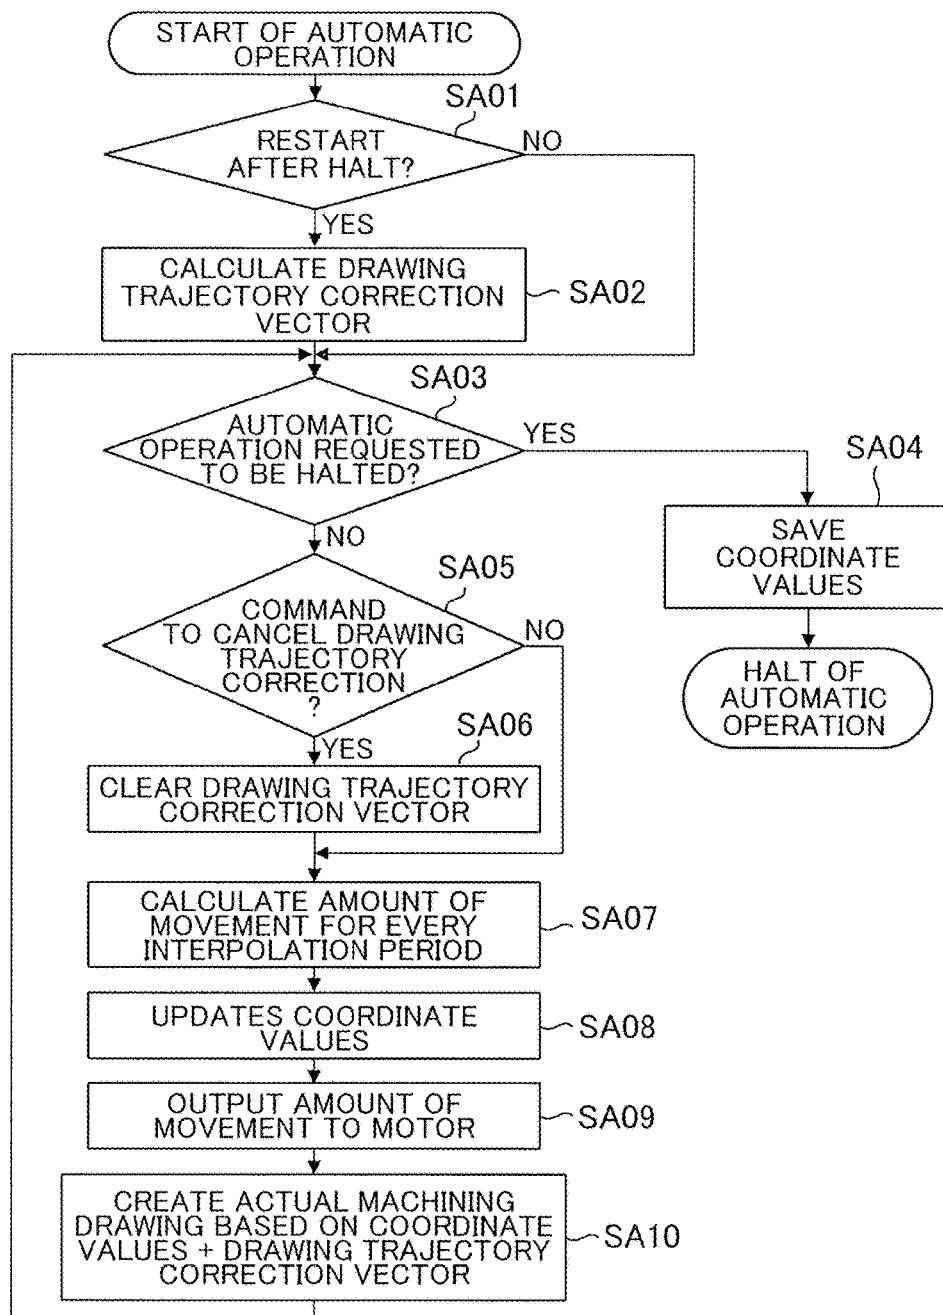 START OF AUTOMATIC
OPERATION
SA01
RESTART
AFTER HALT?
NO
YES
CALCULATE DRAWING
TRAJECTORY CORRECTION
VECTOR
SA02
SA03
AUTOMATIC
OPERATION REQUESTED
TO BE HALTED?
YES
NO
SA04
SAVE
COORDINATE
VALUES
HALT OF
AUTOMATIC
OPERATION
SA05
COMMAND
TO CANCEL DRAWING
TRAJECTORY
CORRECTION
?
NO
YES
SA06
CLEAR DRAWING TRAJECTORY
CORRECTION VECTOR
CALCULATE AMOUNT OF
MOVEMENT FOR EVERY
INTERPOLATION PERIOD
SA07
UPDATES COORDINATE
VALUES
SA08
OUTPUT AMOUNT OF
MOVEMENT TO MOTOR
SA09
CREATE ACTUAL MACHINING
DRAWING BASED ON COORDINATE
VALUES + DRAWING TRAJECTORY
CORRECTION VECTOR
SA10